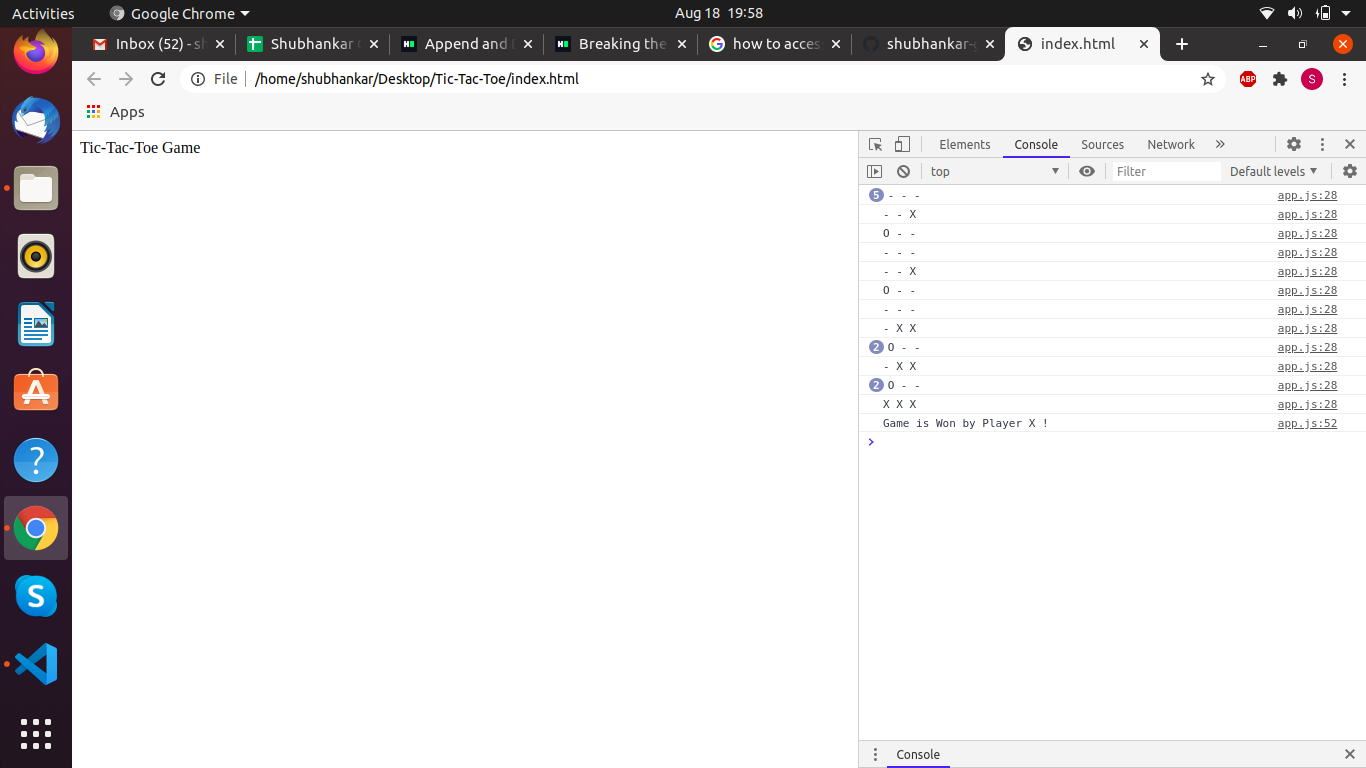 Activities Google Chrome Aug 18 19:58
Inbox (52) - sh Shubhankar Append and Breaking the how to access shubhankar-g index.html
File /home/shubhankar/Desktop/Tic-Tac-Toe/index.html S
Apps
Tic-Tac-Toe Game
Elements Console Sources Network
top Filter Default levels
5 - - - app.js:28
- - X app.js:28
O - - app.js:28
- - - app.js:28
- - X app.js:28
O - - app.js:28
- - - app.js:28
- X X app.js:28
2 O - - app.js:28
- X X app.js:28
2 O - - app.js:28
X X X app.js:28
Game is Won by Player X ! app.js:52
Console